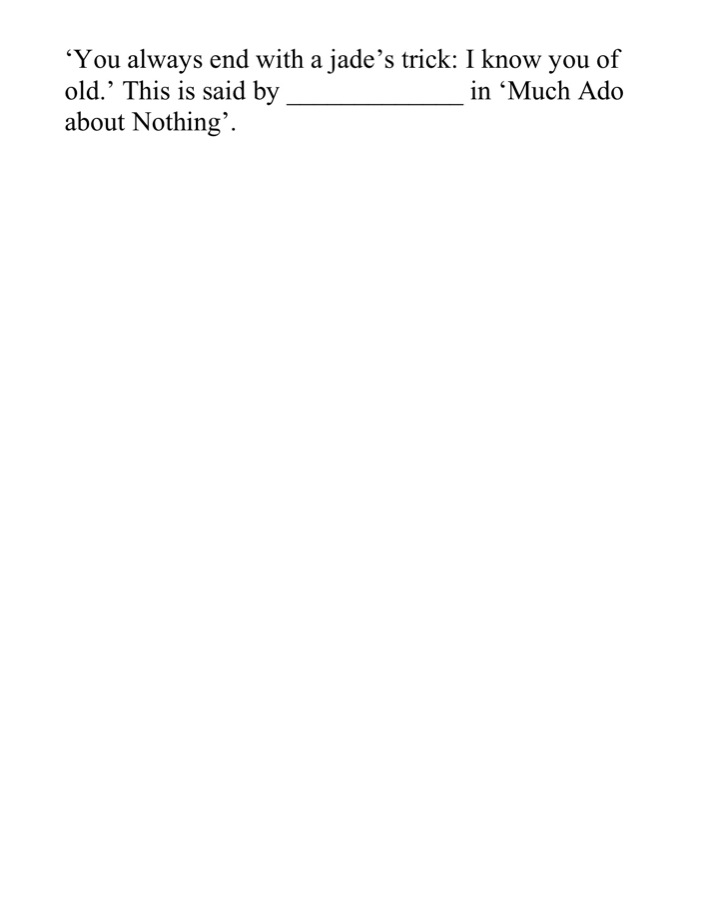 ‘You always end with a jade’s trick: I know you of
old.’ This is said by _____________ in ‘Much Ado
about Nothing’.